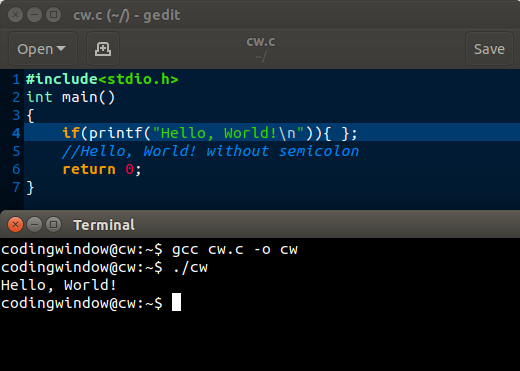 cw.c (~/) - gedit
Open
cw.c
~/
Save
1 #include<stdio.h>
2 int main()
3 {
4     if(printf("Hello, World!\n")){ };
5     //Hello, World! without semicolon
6     return 0;
7 }
Terminal
codingwindow@cw:~$ gcc cw.c -o cw
codingwindow@cw:~$ ./cw
Hello, World!
codingwindow@cw:~$